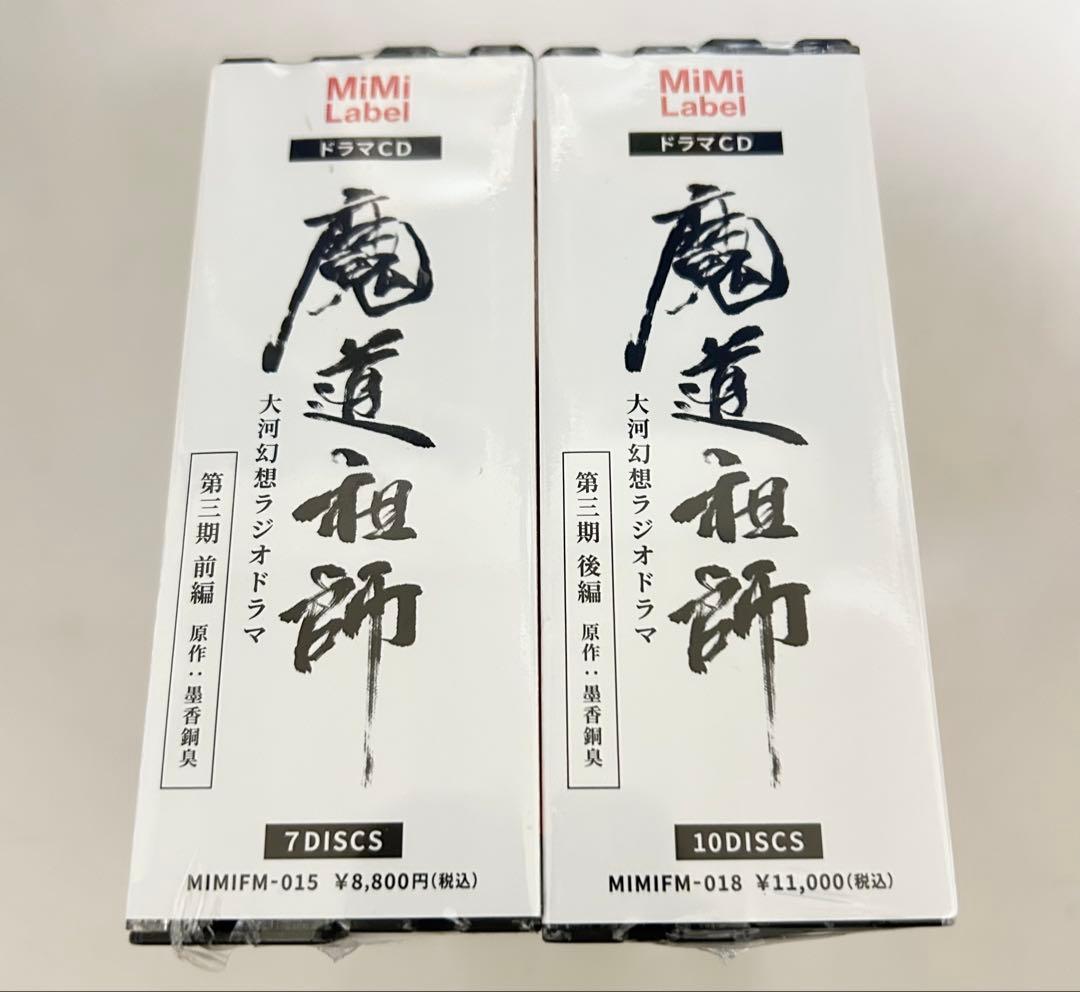 MiMi
Label
ドラマCD
魔道祖師
大河幻想ラジオドラマ
第三期 前編 原作：墨香銅臭
7DISCS
MIMIFM-015 ￥8,800円(税込)
MiMi
Label
ドラマCD
魔道祖師
大河幻想ラジオドラマ
第三期 後編 原作：墨香銅臭
10DISCS
MIMIFM-018 ￥11,000(税込)